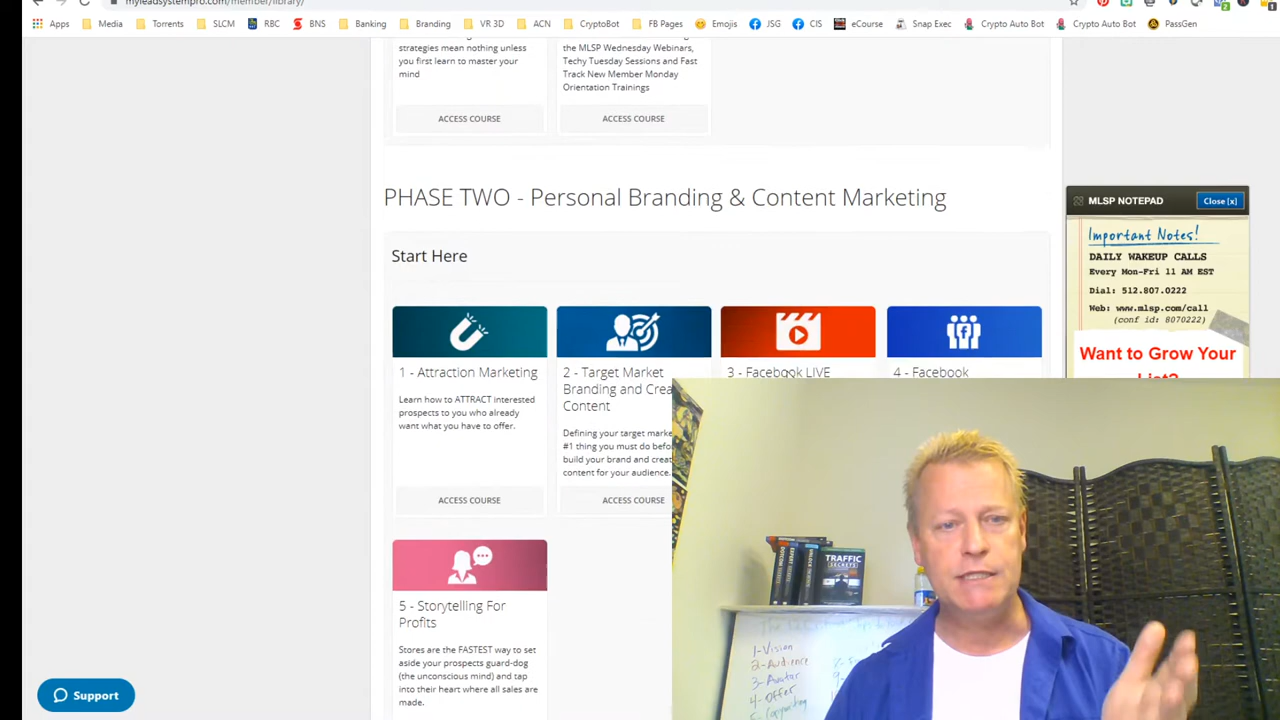 myleadsystempro.com/member/library/
Apps Media Torrents SLCM RBC BNS Banking Branding VR 3D ACN CryptoBot FB Pages Emojis JSG CIS eCourse Snap Exec Crypto Auto Bot Crypto Auto Bot PassGen
strategies mean nothing unless
you first learn to master your
mind
ACCESS COURSE
the MLSP Wednesday Webinars,
Techy Tuesday Sessions and Fast
Track New Member Monday
Orientation Trainings
ACCESS COURSE
PHASE TWO - Personal Branding & Content Marketing
Start Here
1 - Attraction Marketing
Learn how to ATTRACT interested
prospects to you who already
want what you have to offer.
ACCESS COURSE
2 - Target Market
Branding and Crea
Content
Defining your target marke
#1 thing you must do befor
build your brand and creat
content for your audience.
ACCESS COURSE
3 - Facebook LIVE
4 - Facebook
5 - Storytelling For
Profits
Stores are the FASTEST way to set
aside your prospects guard-dog
(the unconscious mind) and tap
into their heart where all sales are
made.
MLSP NOTEPAD
Close [x]
Important Notes!
DAILY WAKEUP CALLS
Every Mon-Fri 11 AM EST
Dial: 512.807.0222
Web: www.mlsp.com/call
(conf id: 8070222)
Want to Grow Your
List?
Support
TRAFFIC
SECRETS
1-Vision
2-Audience
3-Avatar
4-Offer
5-Copywriting